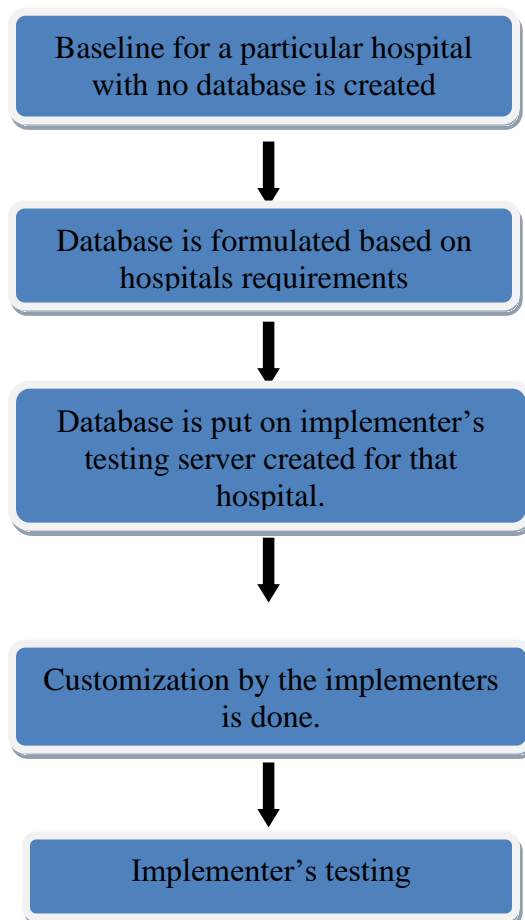 Baseline for a particular hospital
with no database is created
Database is formulated based on
hospitals requirements
Database is put on implementer’s
testing server created for that
hospital.
Customization by the implementers
is done.
Implementer’s testing